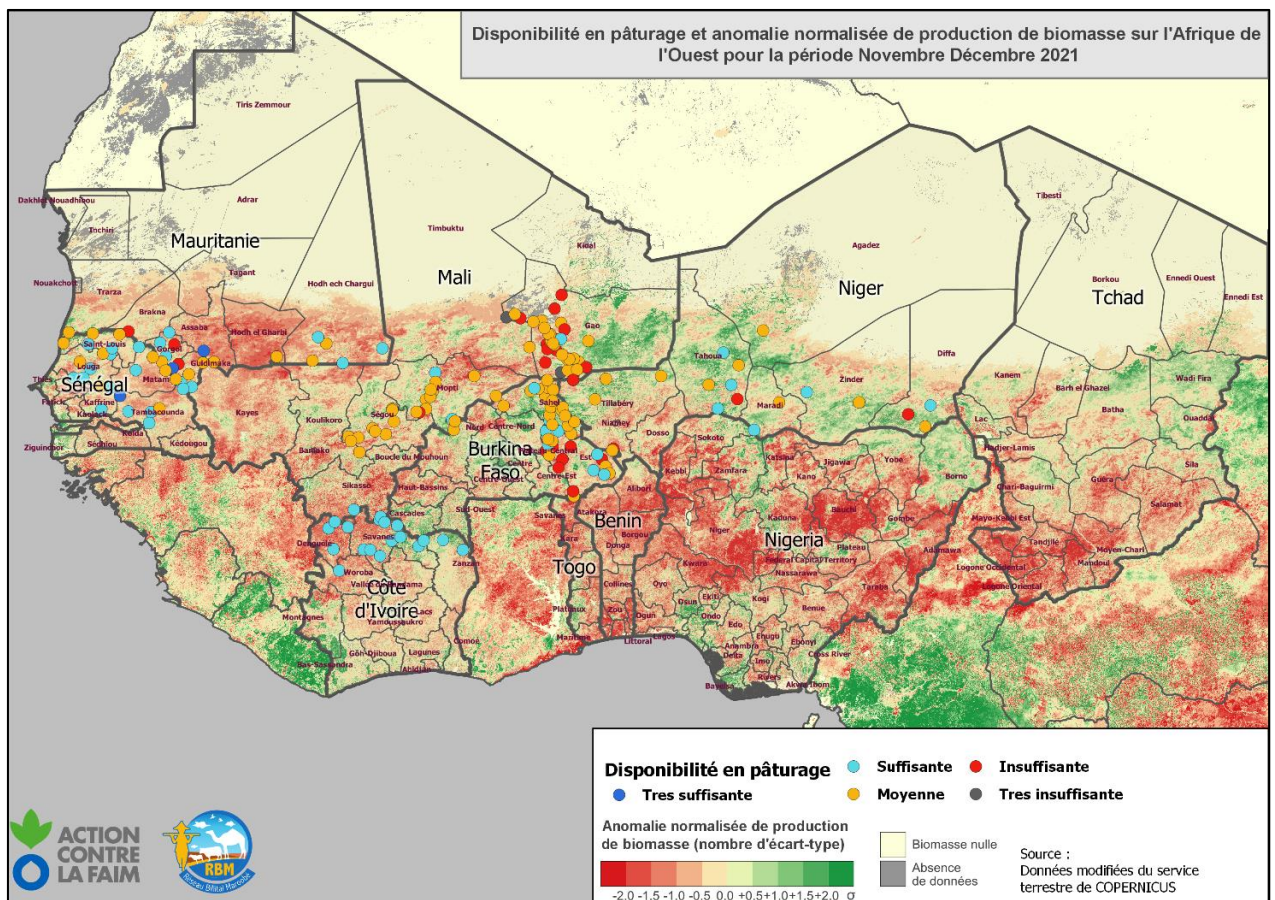 Disponibilité en pâturage et anomalie normalisée de production de biomasse sur l'Afrique de
l'Ouest pour la période Novembre Décembre 2021
Tiris Zemmour
Tibesti
Dakhlet Nouadhibou
Adrar
Inchiri
Timbuktu
Mauritanie
Kidal
Agadez
Tagant
Mali
Niger
Borkou
Ennedi Ouest
Nouakchott
Hodh ech Chargui
Tchad
Ennedi Est
Trarza
Brakna
Assaba
Hodh el Gharbi
Gao
Saint-Louis
Gorgol
Tahoua
Diffa
Louga
Guidimaka
Kanem
Wadi Fira
Thies
Matam
Zinder
Barh el Ghazel
Sénégal
Mopti
Maradi
Kaffrine
Sahel
Tillabéry
Batha
Kaolack
Tambacounda
Kayes
Ségou
Lac
Ouaddaï
Koulikoro
Nord
Centre-Nord
Niamey
Dosso
Sokoto
Kolda
Ziguinchor
Sédhiou
Kédougou
Bamako
Burkina
Faso
Est
Katsina
Hadjer-Lamis
Boucle du Mouhoun
Centre
Kebbi
Zamfara
Jigawa
Yobe
Sila
Centre-Ouest
Centre-Est
Kano
Borno
Guéra
Sikasso
Haut-Bassins
Alibori
Chari-Baguirmi
Salamat
Cascades
Sud-Ouest
Savanes
Atakora
Bauchi
Gombe
Mayo-Kebbi Est
Denguele
Savanes
Benin
Borgou
Niger
Kaduna
Kara
Donga
Nigeria
Plateau
Adamawa
Tandjilé
Moyen-Chari
Woroba
Zanzan
Togo
Kwara
Federal Capital Territory
Logone Occidental
Mandoul
Nassarawa
Logone Oriental
Côte
d'Ivoire
Collines
Oyo
Taraba
Lacs
Yamoussoukro
Plateaux
Zou
Osun
Ekiti
Kogi
Benue
Montagnes
Ogun
Ondo
Comoe
Maritime
Littoral
Lagos
Edo
Enugu
Ebonyi
Gôh-Djiboua
Lagunes
Anambra
Cross River
Bas-Sassandra
Delta
Imo
Abidjan
Rivers
Akwa Ibom
Disponibilité en pâturage
Suffisante
Insuffisante
Tres suffisante
Moyenne
Tres insuffisante
Anomalie normalisée de production
de biomasse (nombre d'écart-type)
-2.0 -1.5 -1.0 -0.5 0.0 +0.5+1.0+1.5+2.0 σ
Biomasse nulle
Absence
de données
Source :
Données modifiées du service
terrestre de COPERNICUS
ACTION
CONTRE
LA FAIM
RBM
Réseau Billital Maroobé